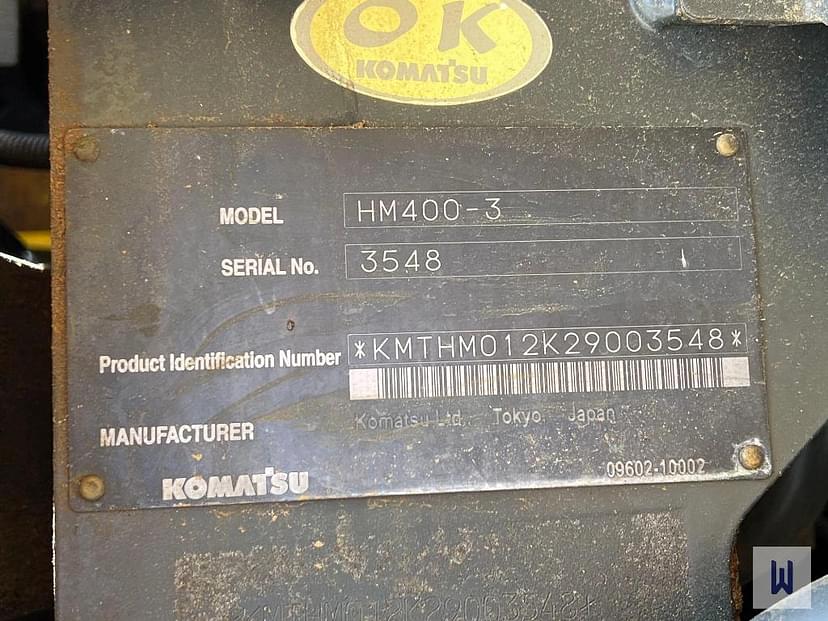 OK
KOMATSU
MODEL HM400-3
SERIAL No. 3548
Product Identification Number *KMTHM012K29003548*
Komatsu Ltd. Tokyo Japan
MANUFACTURER
KOMATSU 09602-10002
*KMTHM012K29003548*
W